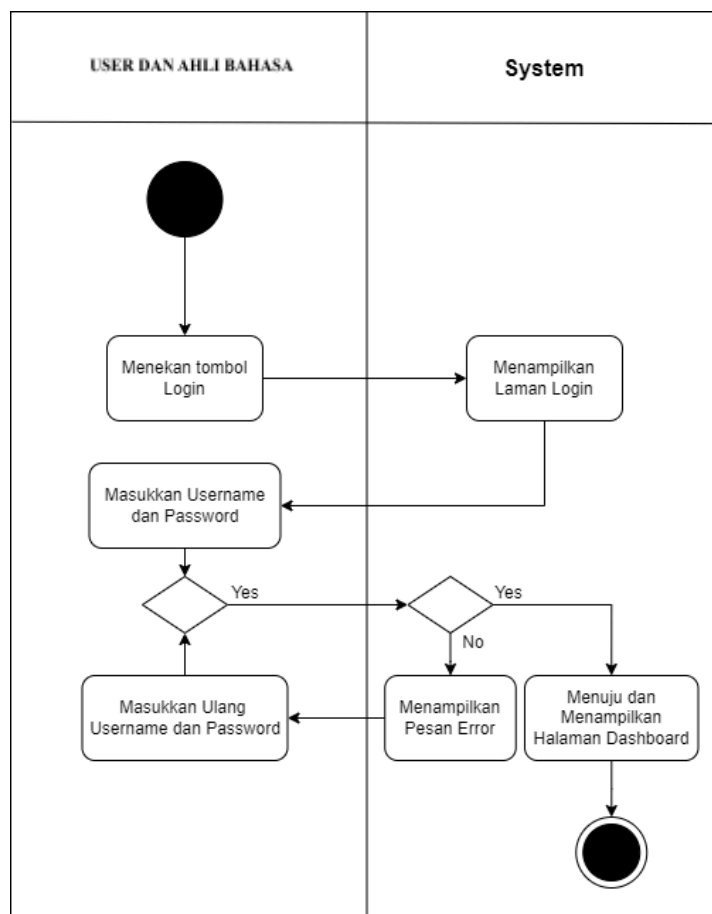 USER DAN AHLI BAHASA
System
Menekan tombol
Login
Menampilkan
Laman Login
Masukkan Username
dan Password
Yes
Yes
No
Masukkan Ulang
Username dan Password
Menampilkan
Pesan Error
Menuju dan
Menampilkan
Halaman Dashboard